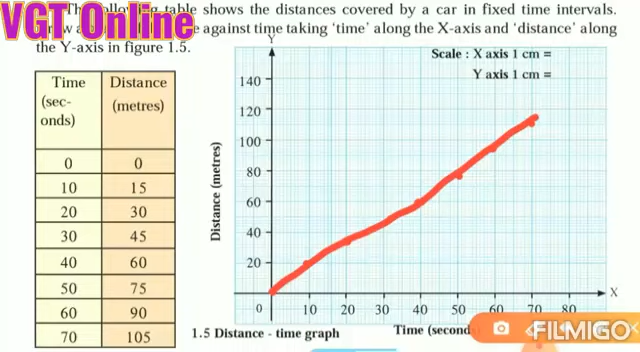 VGT Online
table shows the distances covered by a car in fixed time intervals.
against time taking ‘time’ along the X-axis and ‘distance’ along
the Y-axis in figure 1.5.
Time
(sec-
onds)
Distance
(metres)
0 0
10 15
20 30
30 45
40 60
50 75
60 90
70 105
Scale : X axis 1 cm =
Y axis 1 cm =
Y
Distance (metres)
140
120
100
80
60
40
20
0 10 20 30 40 50 60 70 80
X
1.5 Distance - time graph
Time
FILMIGO